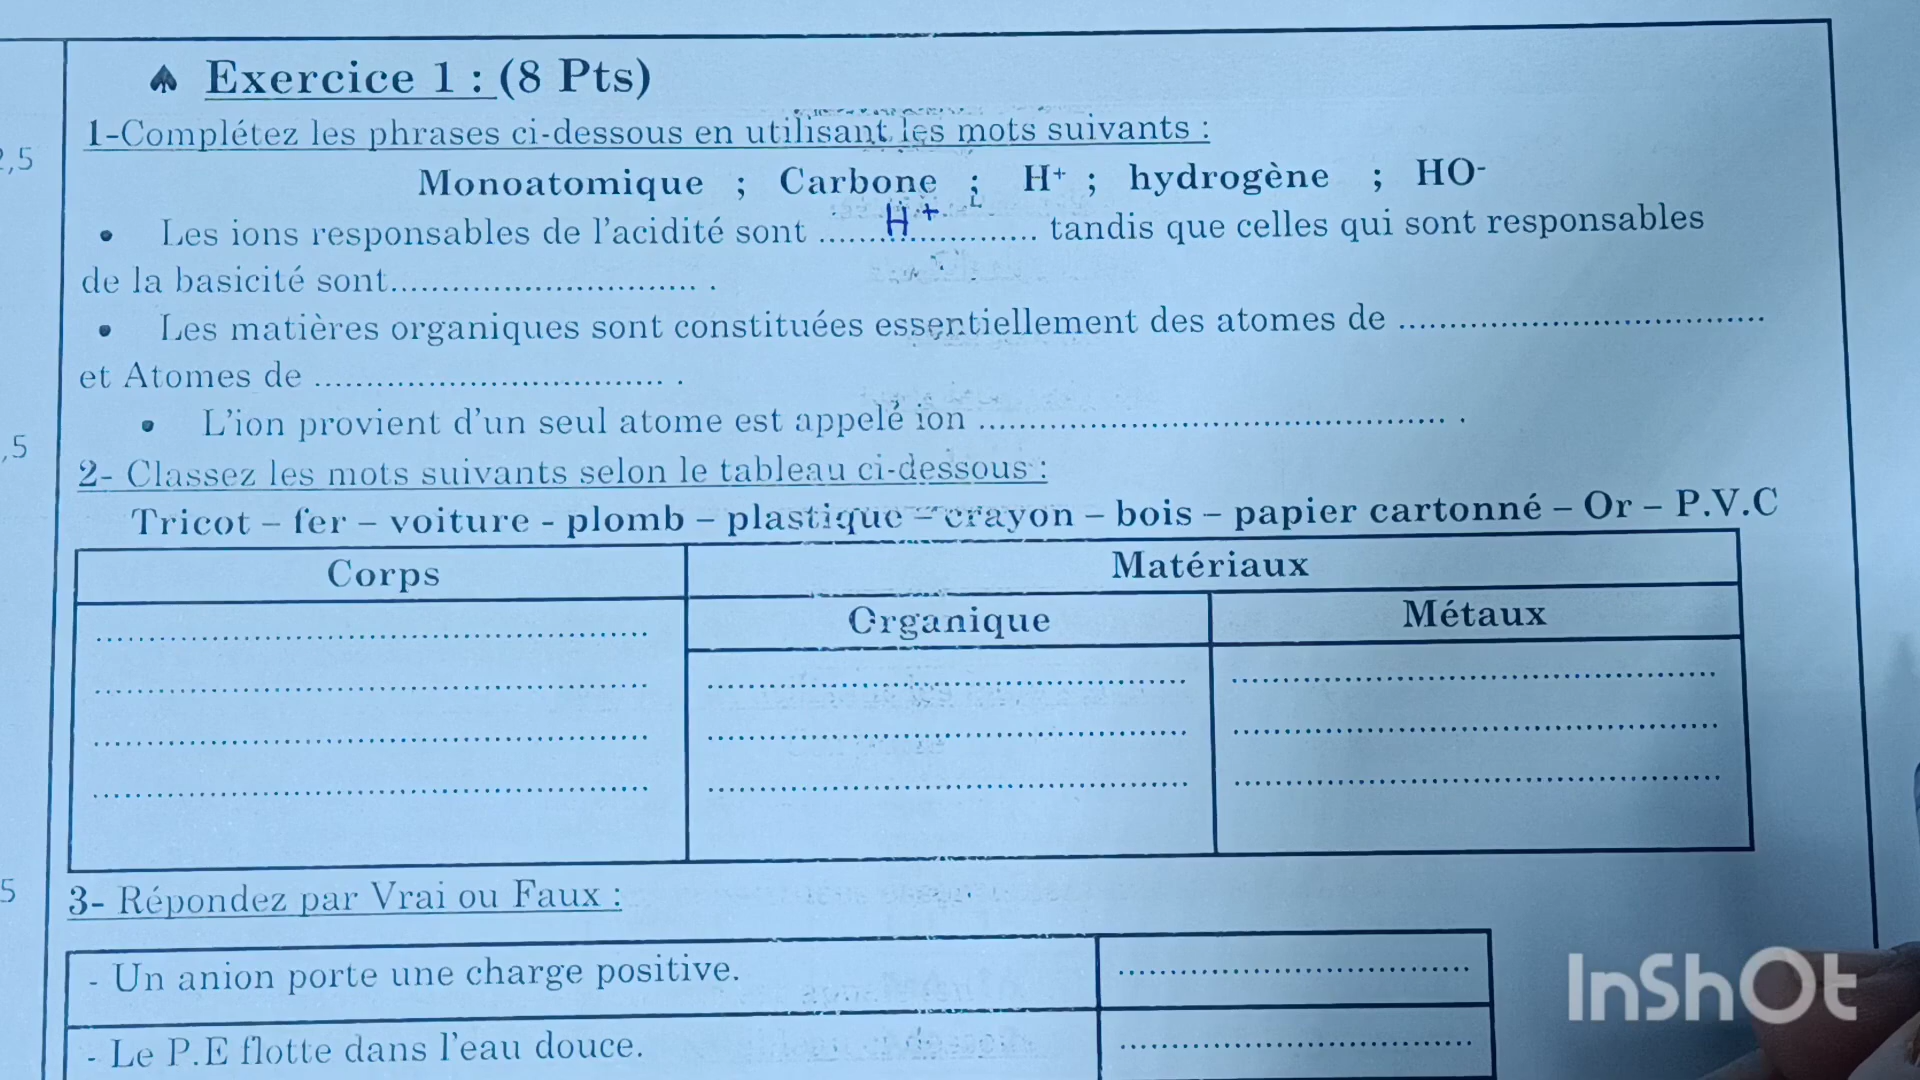 ♠ Exercice 1 : (8 Pts)
1-Complétez les phrases ci-dessous en utilisant les mots suivants :
,5
Monoatomique ; Carbone ; H+ ; hydrogène ; HO-
• Les ions responsables de l'acidité sont ......H+............... tandis que celles qui sont responsables
de la basicité sont.............................. .
• Les matières organiques sont constituées essentiellement des atomes de ....................................
et Atomes de .................................. .
• L'ion provient d'un seul atome est appelé ion .............................................. .
,5
2- Classez les mots suivants selon le tableau ci-dessous :
Tricot – fer – voiture - plomb – plastique – crayon – bois – papier cartonné – Or – P.V.C
Corps
Matériaux
Organique
Métaux
5
3- Répondez par Vrai ou Faux :
- Un anion porte une charge positive. ....................................
- Le P.E flotte dans l'eau douce. ....................................
InShOt